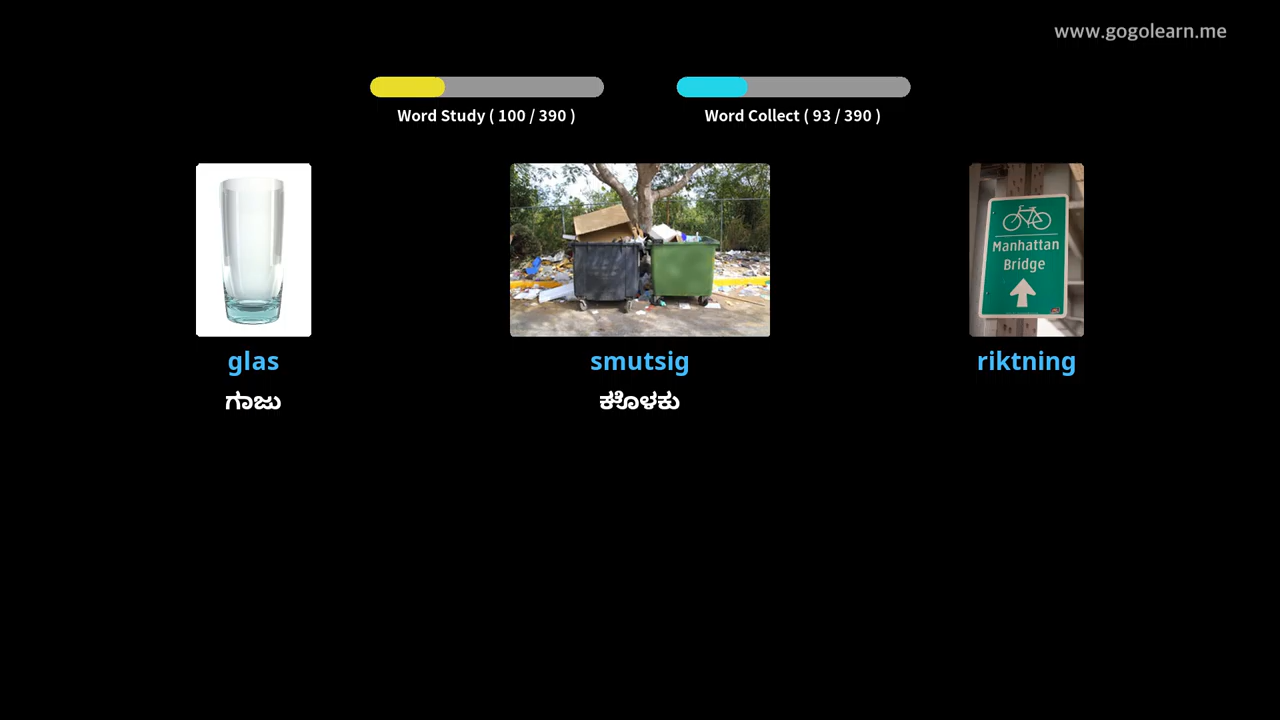 www.gogolearn.me
Word Study ( 100 / 390 )
Word Collect ( 93 / 390 )
Manhattan
Bridge
glas
smutsig
riktning
ಗಾಜು
ಕೊಳಕು